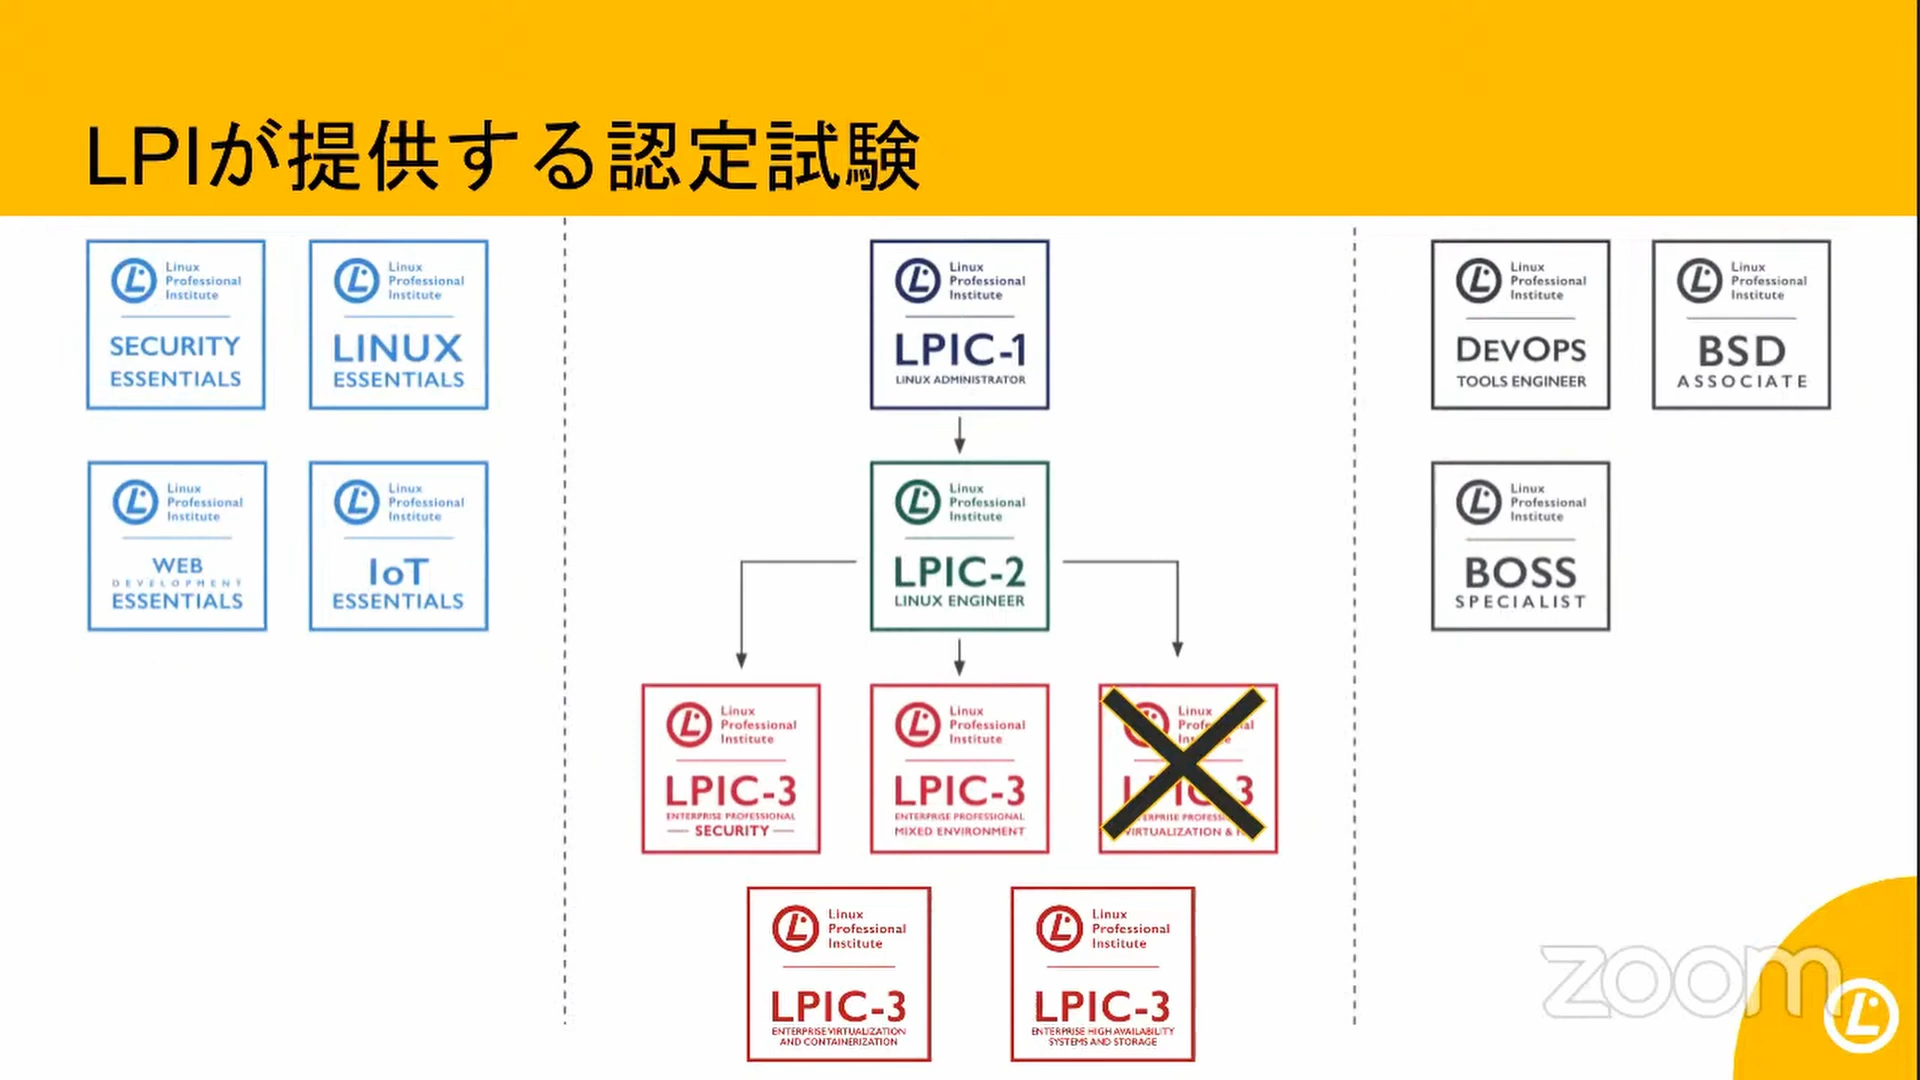 LPIが提供する認定試験
Linux
Professional
Institute
SECURITY
ESSENTIALS
Linux
Professional
Institute
LINUX
ESSENTIALS
Linux
Professional
Institute
WEB
DEVELOPMENT
ESSENTIALS
Linux
Professional
Institute
IoT
ESSENTIALS
Linux
Professional
Institute
LPIC-1
LINUX ADMINISTRATOR
Linux
Professional
Institute
LPIC-2
LINUX ENGINEER
Linux
Professional
Institute
LPIC-3
ENTERPRISE PROFESSIONAL
SECURITY
Linux
Professional
Institute
LPIC-3
ENTERPRISE PROFESSIONAL
MIXED ENVIRONMENT
Linux
VIRTUALIZATION &
Linux
Professional
Institute
LPIC-3
ENTERPRISE VIRTUALIZATION
AND CONTAINERIZATION
Linux
Professional
Institute
LPIC-3
ENTERPRISE HIGH AVAILABILITY
SYSTEMS AND STORAGE
Linux
Professional
Institute
DEVOPS
TOOLS ENGINEER
Linux
Professional
Institute
BSD
ASSOCIATE
Linux
Professional
Institute
BOSS
SPECIALIST
zoom